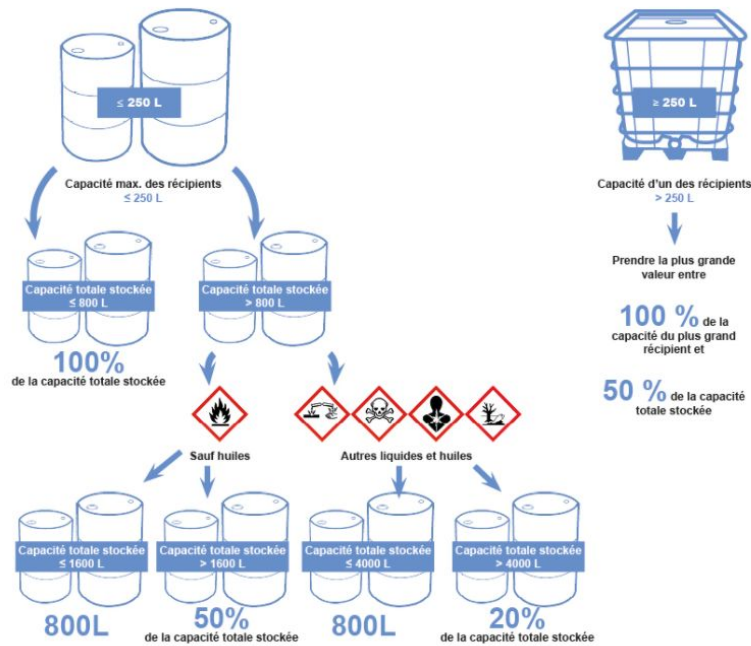 ≤ 250 L
Capacité max. des récipients
≤ 250 L
Capacité totale stockée
≤ 800 L
100%
de la capacité totale stockée
Capacité totale stockée
> 800 L
Sauf huiles
Autres liquides et huiles
Capacité totale stockée
≤ 1600 L
800L
Capacité totale stockée
> 1600 L
50%
de la capacité totale stockée
Capacité totale stockée
≤ 4000 L
800L
Capacité totale stockée
> 4000 L
20%
de la capacité totale stockée
≥ 250 L
Capacité d'un des récipients
> 250 L
Prendre la plus grande
valeur entre
100 % de la
capacité du plus grand
récipient et
50 % de la capacité
totale stockée